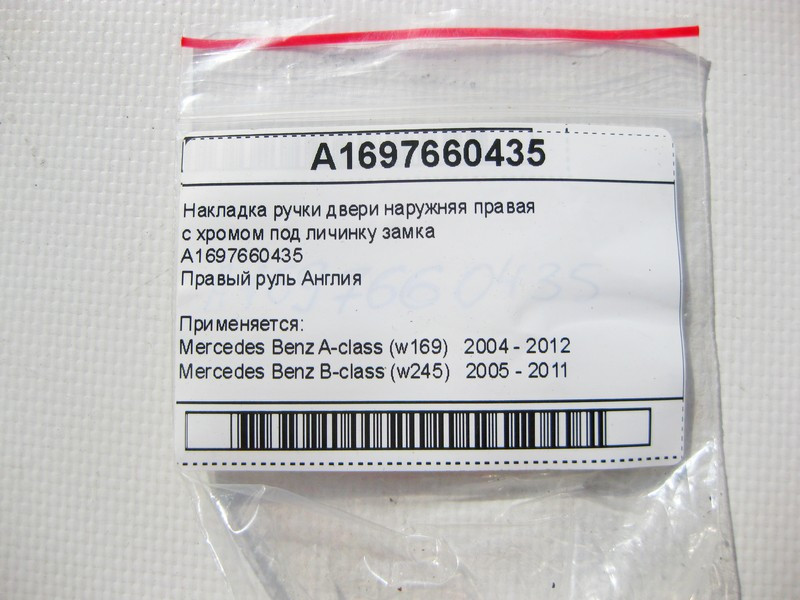 A1697660435
Накладка ручки двери наружняя правая
с хромом под личинку замка
A1697660435
Правый руль Англия
1697660435
Применяется:
Mercedes Benz A-class (w169) 2004 - 2012
Mercedes Benz B-class (w245) 2005 - 2011